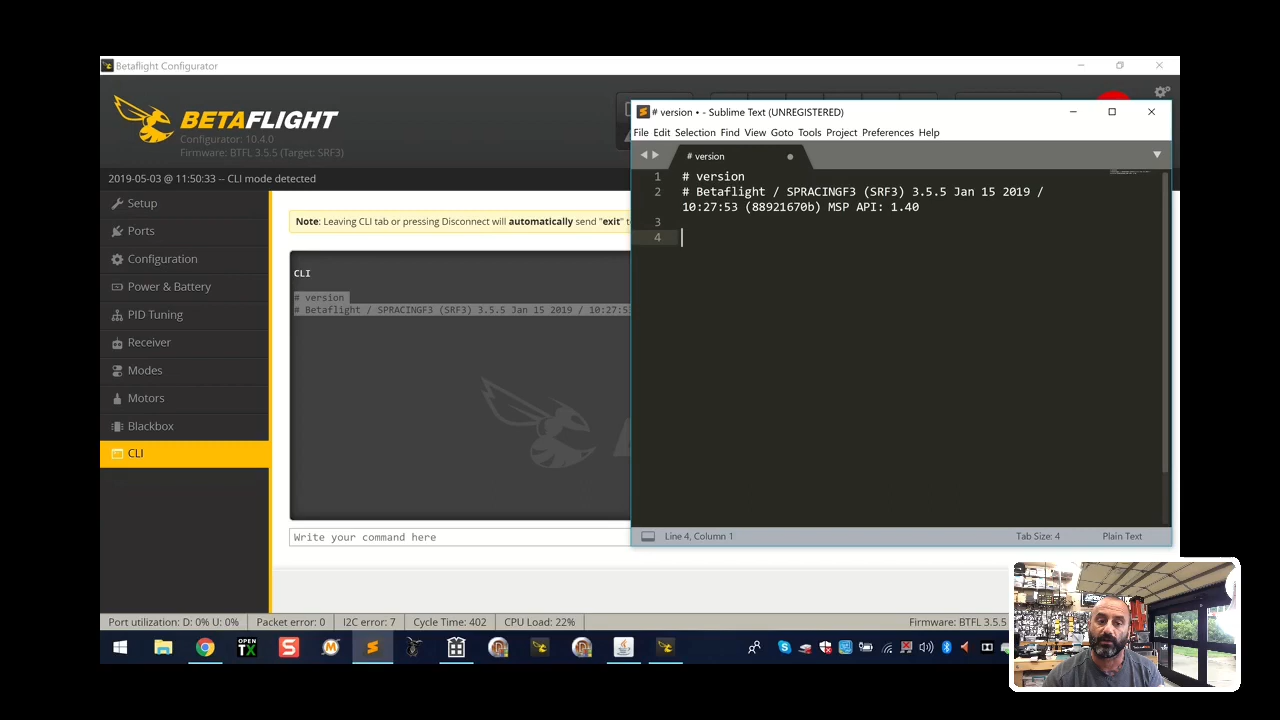 Betaflight Configurator
BETAFLIGHT
Configurator: 10.4.0
Firmware: BTFL 3.5.5 (Target: SRF3)
2019-05-03 @ 11:50:33 -- CLI mode detected
Setup
Ports
Configuration
Power & Battery
PID Tuning
Receiver
Modes
Motors
Blackbox
CLI
Note: Leaving CLI tab or pressing Disconnect will automatically send "exit" t
CLI
# version
# Betaflight / SPRACINGF3 (SRF3) 3.5.5 Jan 15 2019 / 10:27:53
Write your command here
# version • - Sublime Text (UNREGISTERED)
File Edit Selection Find View Goto Tools Project Preferences Help
# version
1 # version
2 # Betaflight / SPRACINGF3 (SRF3) 3.5.5 Jan 15 2019 /
10:27:53 (88921670b) MSP API: 1.40
3
4
Line 4, Column 1 Tab Size: 4 Plain Text
Port utilization: D: 0% U: 0% Packet error: 0 I2C error: 7 Cycle Time: 402 CPU Load: 22% Firmware: BTFL 3.5.5
OPEN
TX